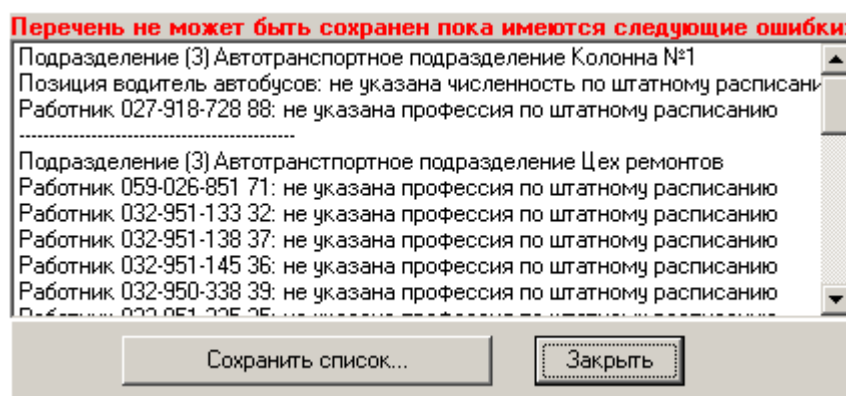 Перечень не может быть сохранен пока имеются следующие ошибки:
Подразделение (3) Автотранспортное подразделение Колонна №1
Позиция водитель автобусов: не указана численность по штатному расписани
Работник 027-918-728 88: не указана профессия по штатному расписанию
----------------------------------------------
Подразделение (3) Автотранстпортное подразделение Цех ремонтов
Работник 059-026-851 71: не указана профессия по штатному расписанию
Работник 032-951-133 32: не указана профессия по штатному расписанию
Работник 032-951-138 37: не указана профессия по штатному расписанию
Работник 032-951-145 36: не указана профессия по штатному расписанию
Работник 032-950-338 39: не указана профессия по штатному расписанию
Сохранить список... Закрыть